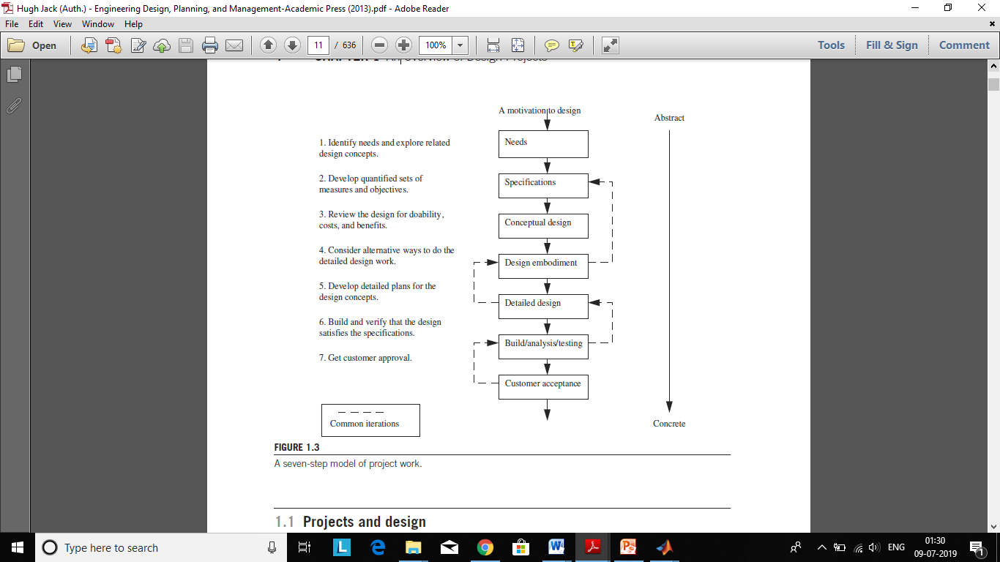 Hugh Jack (Auth.) - Engineering Design, Planning, and Management-Academic Press (2013).pdf - Adobe Reader
File Edit View Window Help
Open 11 / 636 100% Tools Fill & Sign Comment
CHAPTER 1 An Overview of Design Projects
A motivation to design
Abstract
1. Identify needs and explore related
design concepts.
2. Develop quantified sets of
measures and objectives.
3. Review the design for doability,
costs, and benefits.
4. Consider alternative ways to do the
detailed design work.
5. Develop detailed plans for the
design concepts.
6. Build and verify that the design
satisfies the specifications.
7. Get customer approval.
Needs
Specifications
Conceptual design
Design embodiment
Detailed design
Build/analysis/testing
Customer acceptance
Common iterations
Concrete
FIGURE 1.3
A seven-step model of project work.
1.1 Projects and design
Type here to search
ENG
01:30
09-07-2019
1